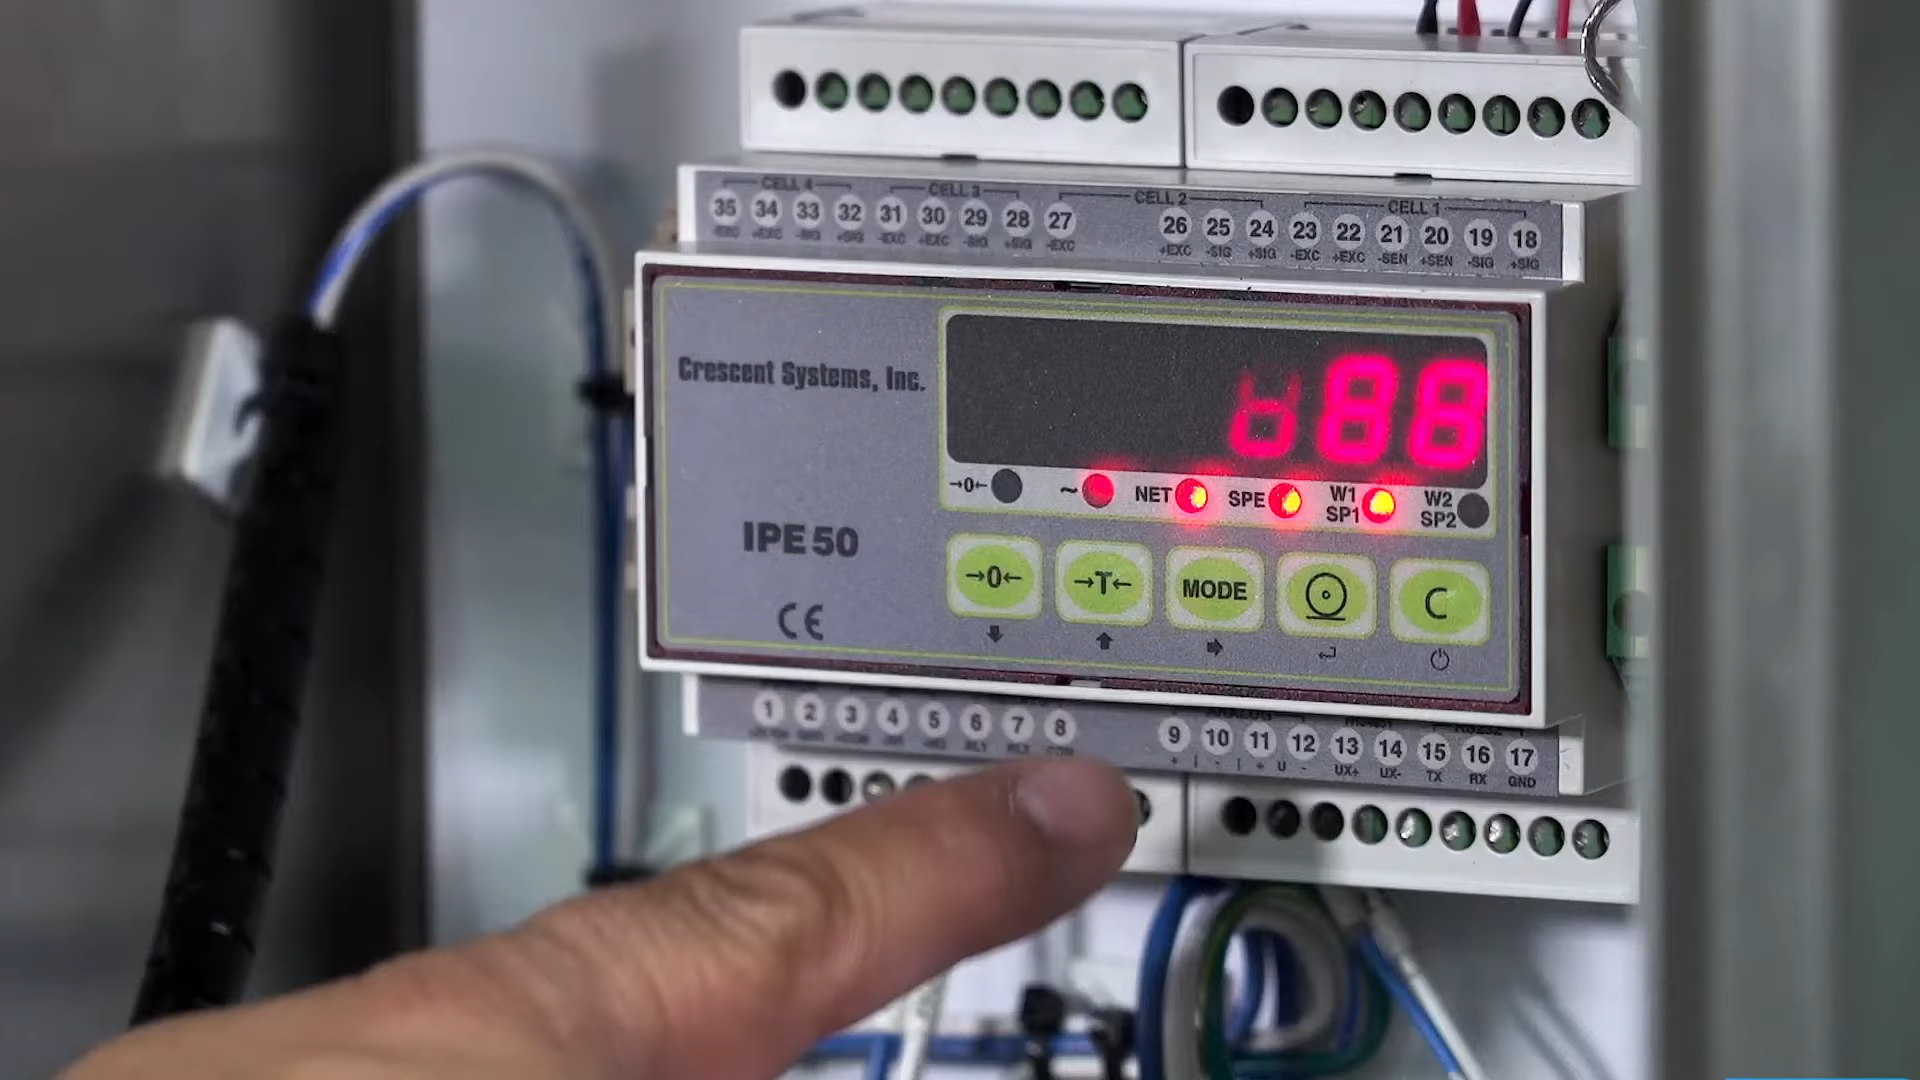 CELL 4 CELL 3 CELL 2 CELL 1
35 34 33 32 31 30 29 28 27 26 25 24 23 22 21 20 19 18
-EXC +EXC -SIG +SIG -EXC +EXC -SIG +SIG -EXC +EXC -SIG +SIG -EXC +EXC -SEN +SEN -SIG +SIG
Crescent Systems, Inc.
→0← ~ NET SPE W1 SP1 W2 SP2
IPE 50
CE
→0← →T← MODE C
ANALOG
1 2 3 4 5 6 7 8 9 10 11 12 13 14 15 16 17
+ I - I + U - UX+ UX- TX RX GND